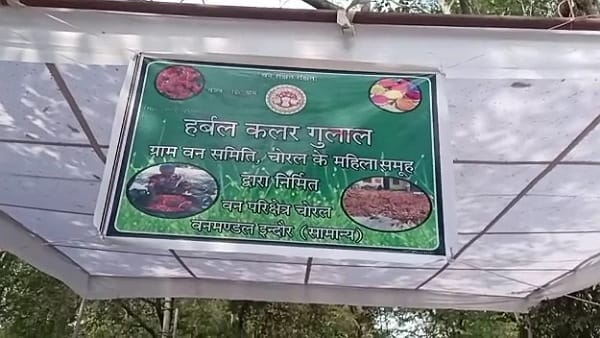 हर्बल कलर गुलाल
ग्राम वन समिति, चोरल के महिला समूह
द्वारा निर्मित
वन परिक्षेत्र चोरल
वनमण्डल इन्दौर (सामान्य)